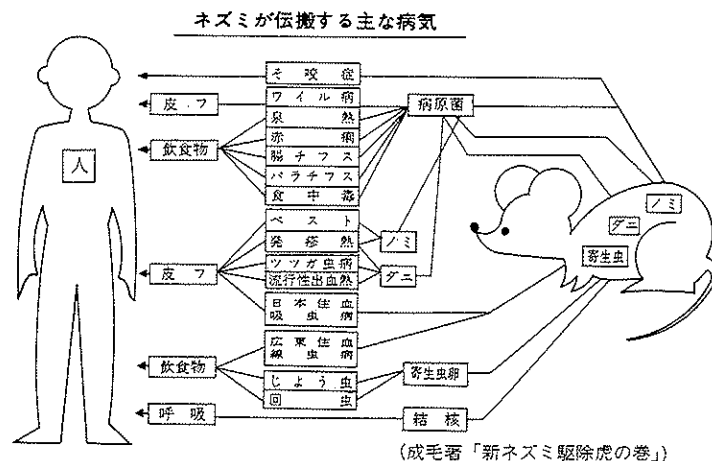 ネズミが伝搬する主な病気
そ咬症
皮フ
ワイル病
病原菌
泉熱
飲食物
赤痢
腸チフス
パラチフス
食中毒
人
ペスト
ノミ
発疹熱
ダニ
皮フ
ツツガ虫病
流行性出血熱
日本住血
吸虫病
広東住血
線虫病
飲食物
じょう虫
寄生虫卵
回虫
呼吸
結核
ノミ
ダニ
寄生虫
(成毛著「新ネズミ駆除虎の巻」)